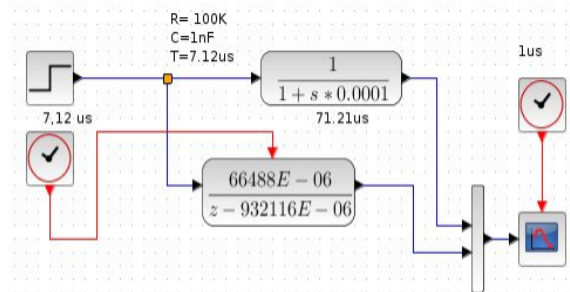 R= 100K
C=1nF
T=7.12us
1us
1
1+s*0.0001
7,12 us
71.21us
66488E-06
z-932116E-06